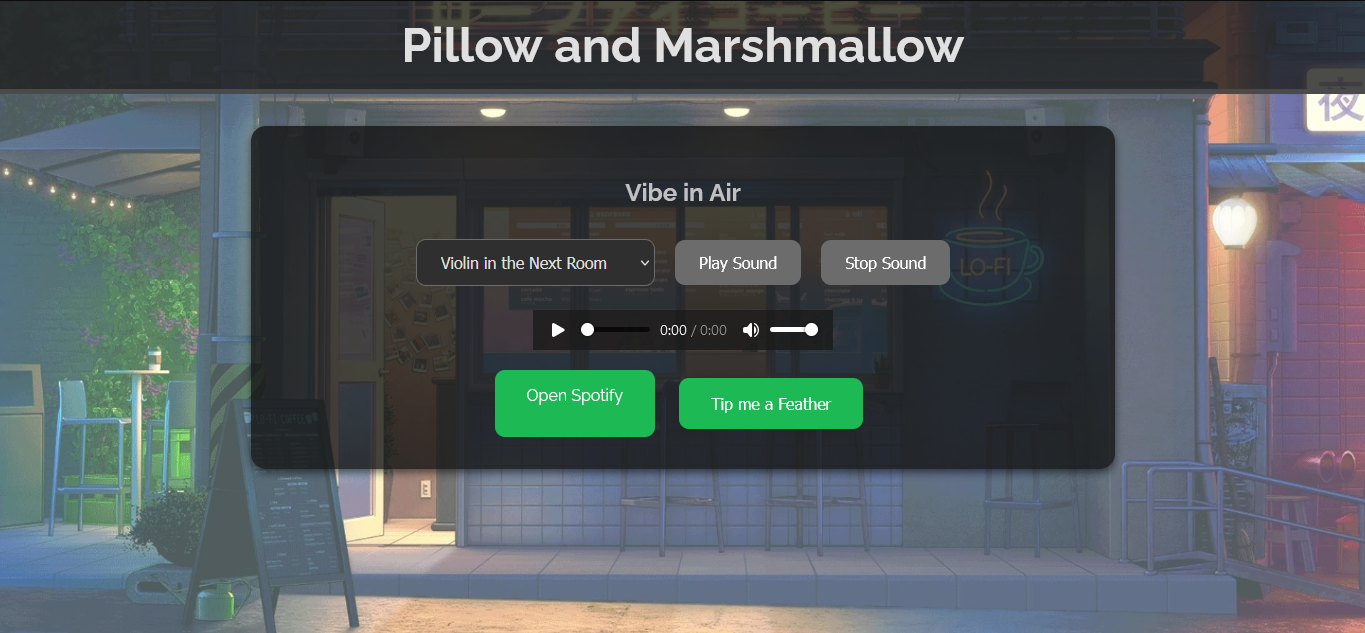 Pillow and Marshmallow
夜
Vibe in Air
Violin in the Next Room
Play Sound
Stop Sound
LO-FI
0:00 / 0:00
Open Spotify
Tip me a Feather